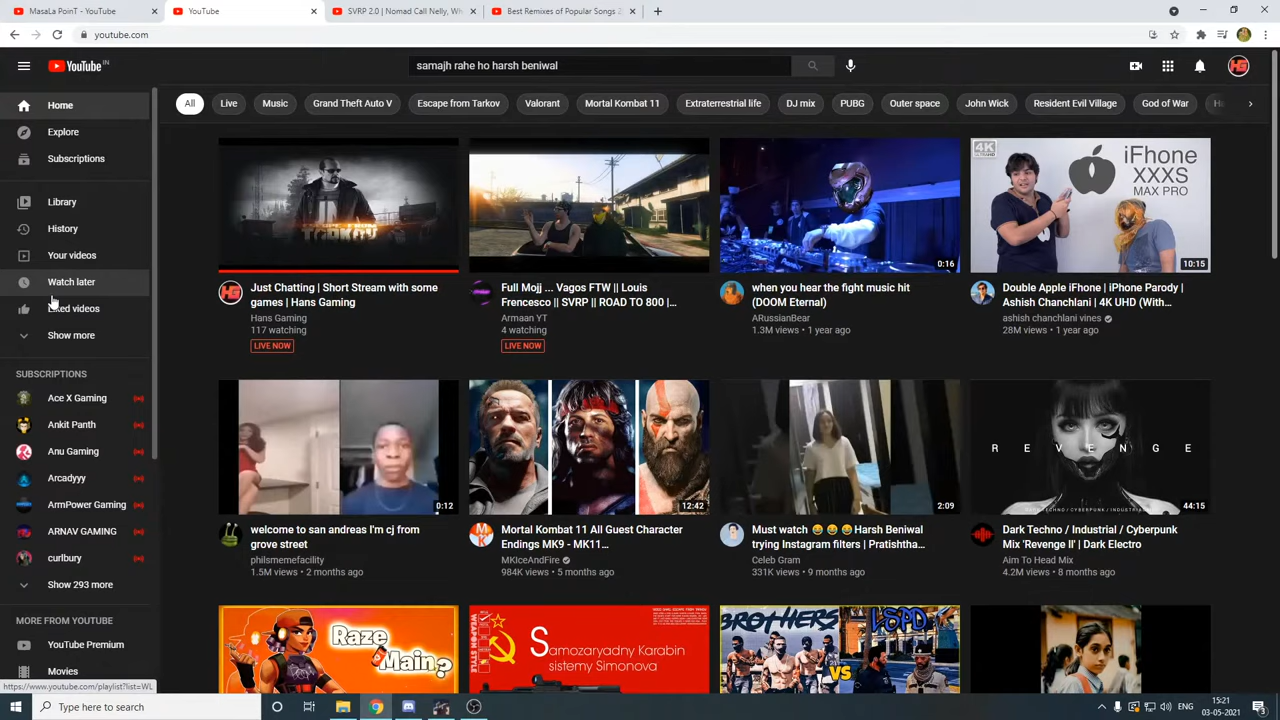 MasaLa PoinT - YouTube
YouTube
SVRP 2.0 | Nomad Call Nelly, Wh
Best Remixes of Popular Songs 2
youtube.com
YouTube IN
samajh rahe ho harsh beniwal
HG
All
Live
Music
Grand Theft Auto V
Escape from Tarkov
Valorant
Mortal Kombat 11
Extraterrestrial life
DJ mix
PUBG
Outer space
John Wick
Resident Evil Village
God of War
Home
Explore
Subscriptions
Library
History
Your videos
Watch later
Liked videos
Show more
SUBSCRIPTIONS
Ace X Gaming
Ankit Panth
Anu Gaming
Arcadyyy
ArmPower Gaming
ARNAV GAMING
curlbury
Show 293 more
MORE FROM YOUTUBE
YouTube Premium
Movies
https://www.youtube.com/playlist?list=WL
Just Chatting | Short Stream with some
games | Hans Gaming
Hans Gaming
117 watching
LIVE NOW
Full Mojj ... Vagos FTW || Louis
Frencesco || SVRP || ROAD TO 800 |...
Armaan YT
4 watching
LIVE NOW
0:16
when you hear the fight music hit
(DOOM Eternal)
ARussianBear
1.3M views • 1 year ago
4K
ULTRAHD
iFhone
XXXS
MAX PRO
10:15
Double Apple iFhone | iPhone Parody |
Ashish Chanchlani | 4K UHD (With...
ashish chanchlani vines
28M views • 1 year ago
0:12
welcome to san andreas I'm cj from
grove street
philsmemefacility
1.5M views • 2 months ago
12:42
Mortal Kombat 11 All Guest Character
Endings MK9 - MK11...
MKIceAndFire
984K views • 5 months ago
2:09
Must watch 😄 😄 😄Harsh Beniwal
trying Instagram filters | Pratishtha...
Celeb Gram
331K views • 9 months ago
REVENGE
44:15
Dark Techno / Industrial / Cyberpunk
Mix 'Revenge II' | Dark Electro
Aim To Head Mix
4.2M views • 8 months ago
Raze
Main?
WEAPON STYLE
Samozaryadny Karabin
sistemy Simonova
BROTHERS
LSPD
VS
Type here to search
ENG
15:21
03-05-2021
3